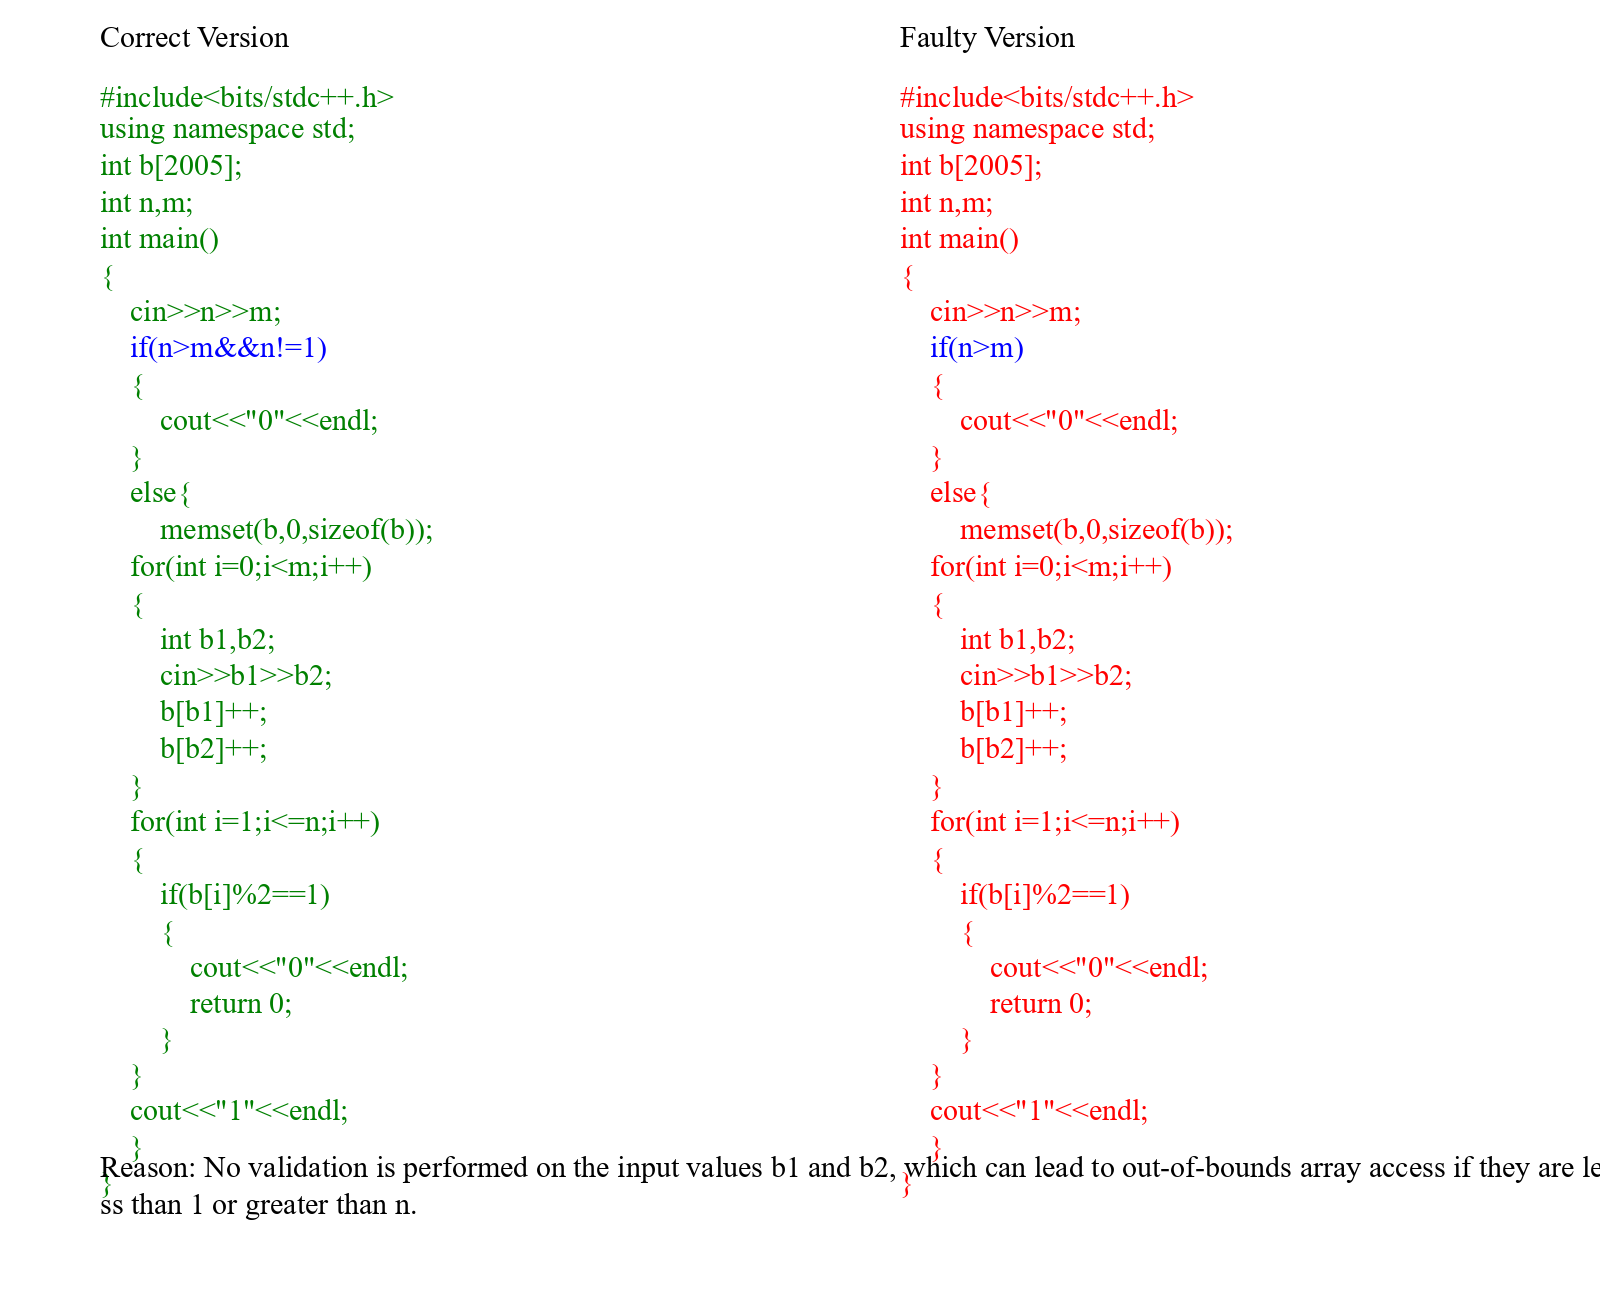 Correct Version
#include<bits/stdc++.h>
using namespace std;
int b[2005];
int n,m;
int main()
{
    cin>>n>>m;
    if(n>m&&n!=1)
    {
        cout<<"0"<<endl;
    }
    else{
        memset(b,0,sizeof(b));
    for(int i=0;i<m;i++)
    {
        int b1,b2;
        cin>>b1>>b2;
        b[b1]++;
        b[b2]++;
    }
    for(int i=1;i<=n;i++)
    {
        if(b[i]%2==1)
        {
            cout<<"0"<<endl;
            return 0;
        }
    }
    cout<<"1"<<endl;
    }
}
Faulty Version
#include<bits/stdc++.h>
using namespace std;
int b[2005];
int n,m;
int main()
{
    cin>>n>>m;
    if(n>m)
    {
        cout<<"0"<<endl;
    }
    else{
        memset(b,0,sizeof(b));
    for(int i=0;i<m;i++)
    {
        int b1,b2;
        cin>>b1>>b2;
        b[b1]++;
        b[b2]++;
    }
    for(int i=1;i<=n;i++)
    {
        if(b[i]%2==1)
        {
            cout<<"0"<<endl;
            return 0;
        }
    }
    cout<<"1"<<endl;
    }
}
Reason: No validation is performed on the input values b1 and b2, which can lead to out-of-bounds array access if they are le
ss than 1 or greater than n.